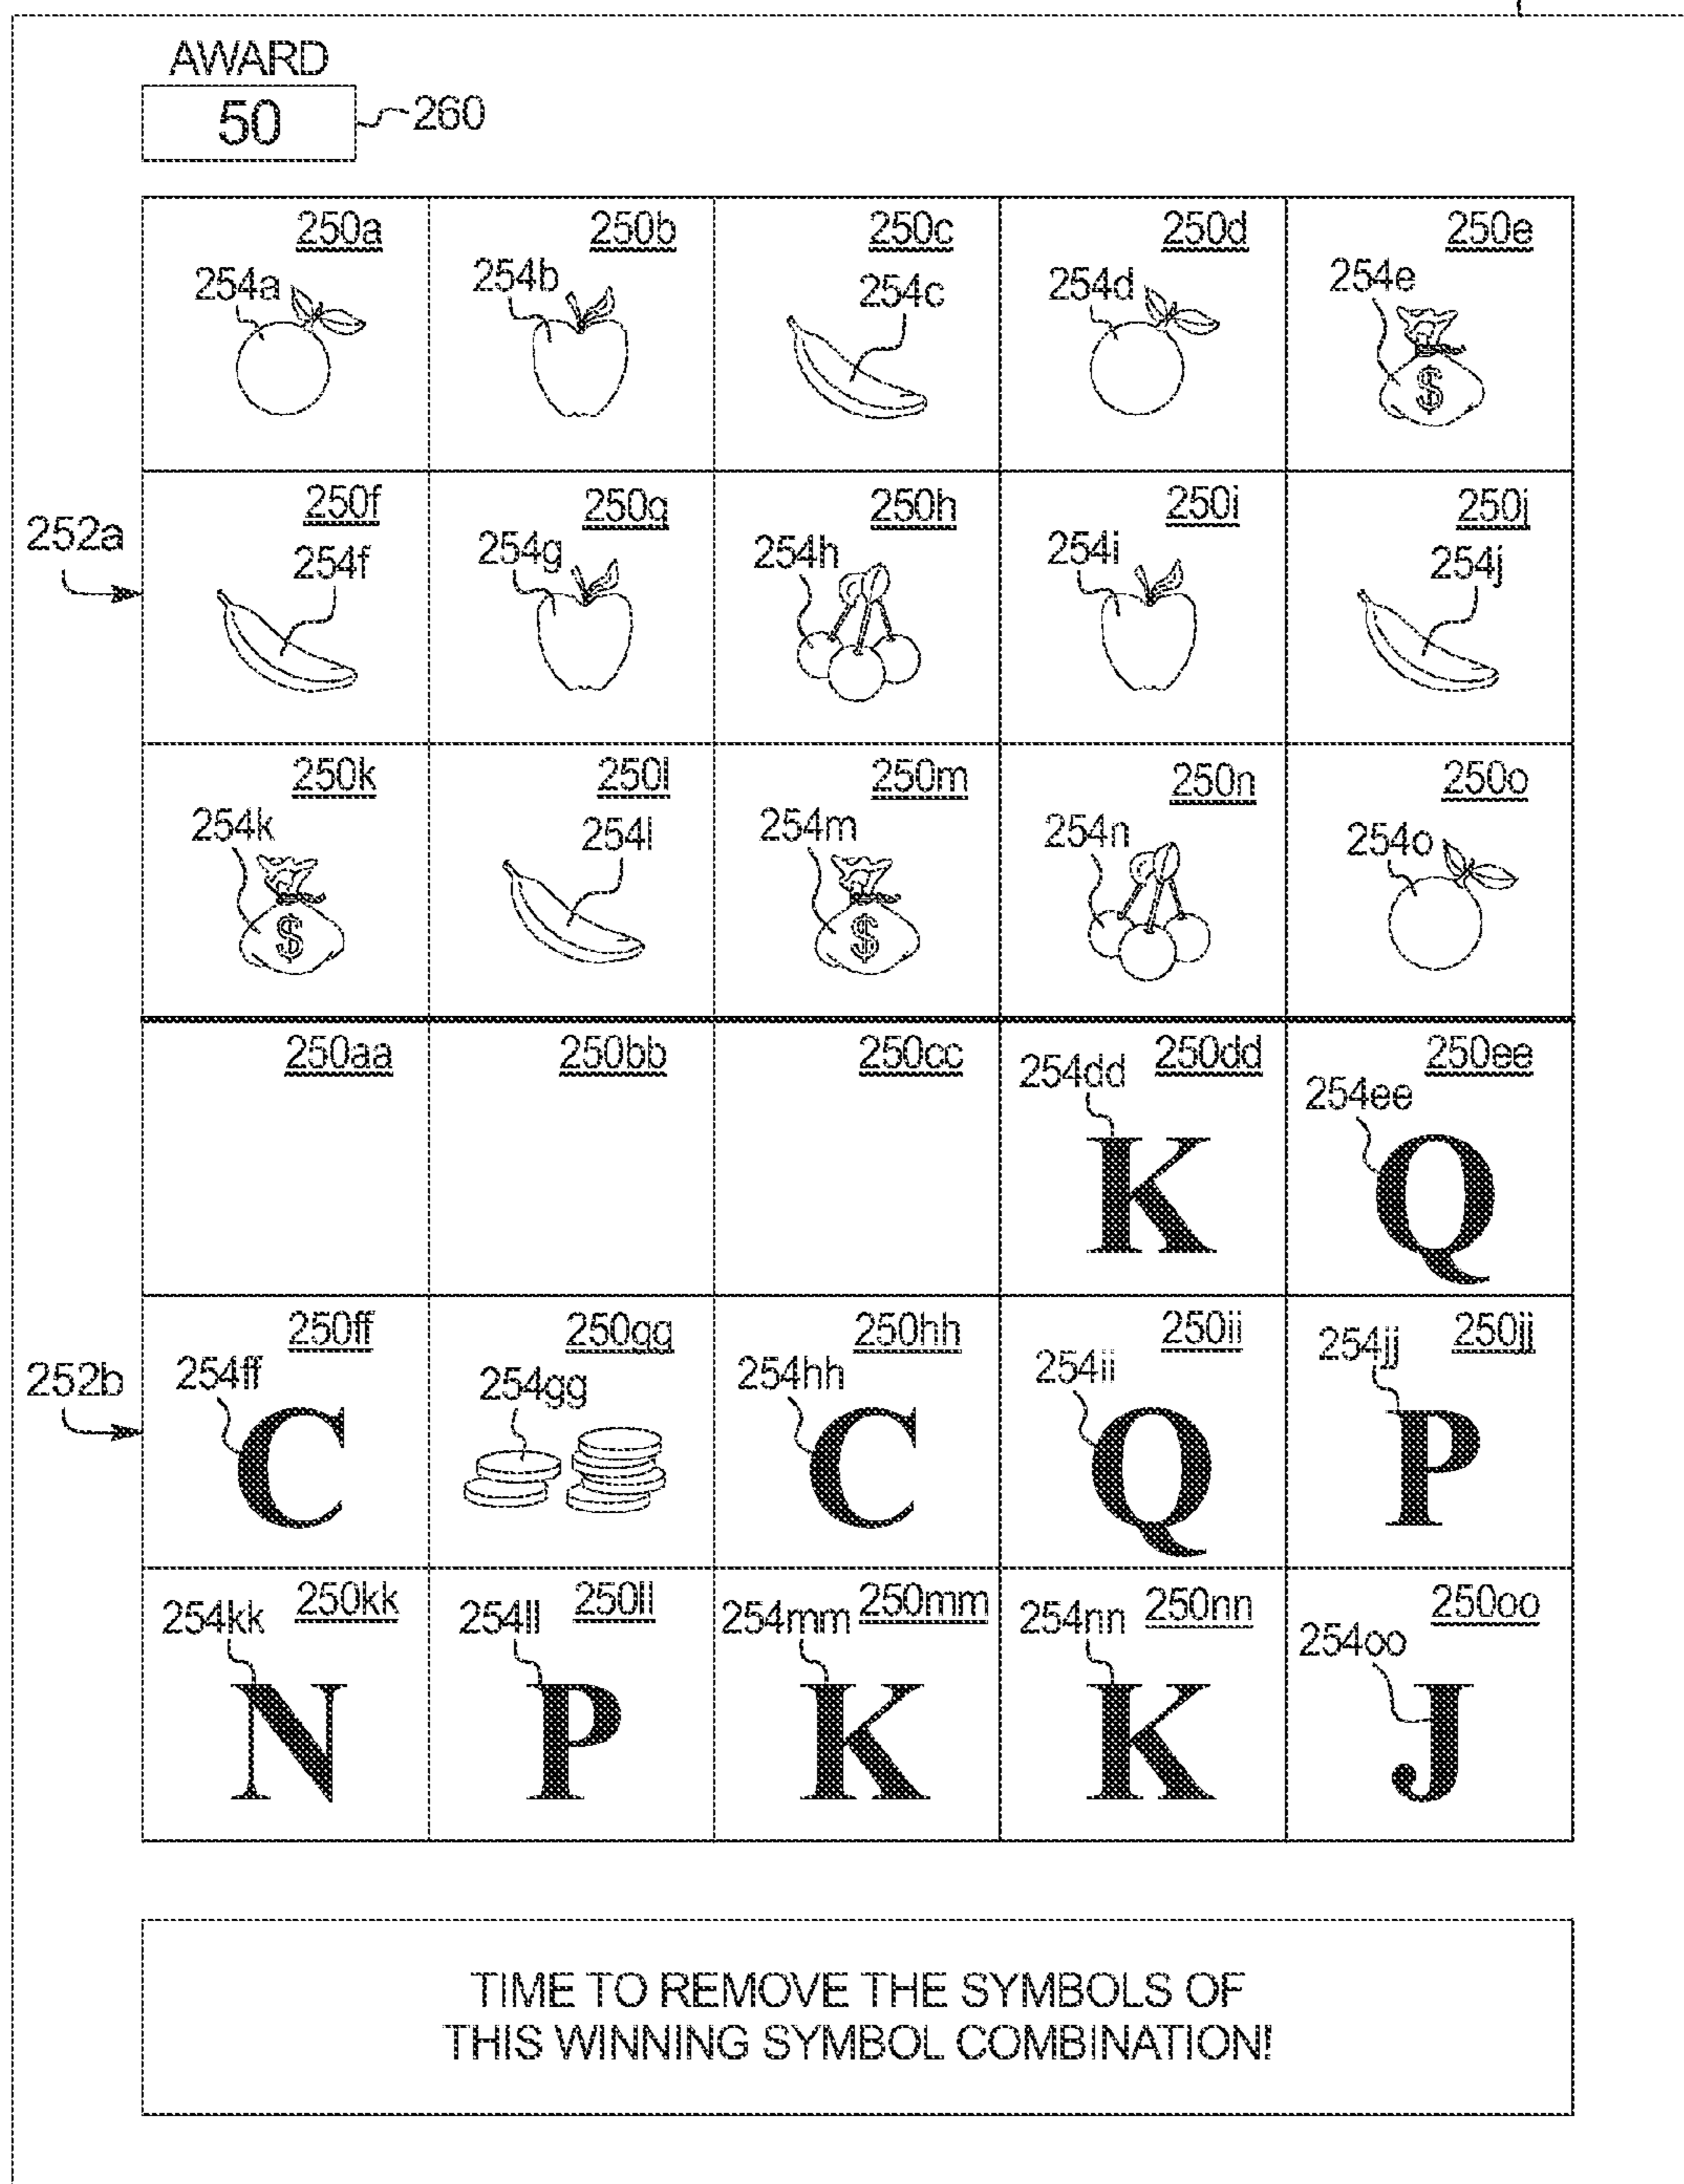 AWARD
50 260
250a 250b 250c 250d 250e
254a 254b 254c 254d 254e
$
252a
250f 250g 250h 250i 250j
254f 254g 254h 254i 254j
250k 250l 250m 250n 250o
254k 254l 254m 254n 254o
$ $
250aa 250bb 250cc 254dd 250dd 250ee
254ee
K Q
252b
250ff 250gg 250hh 250ii 254jj 250jj
254ff 254gg 254hh 254ii
C C Q P
254kk 250kk 254ll 250ll 254mm 250mm 254nn 250nn 250oo
254oo
N P K K J
TIME TO REMOVE THE SYMBOLS OF
THIS WINNING SYMBOL COMBINATION!